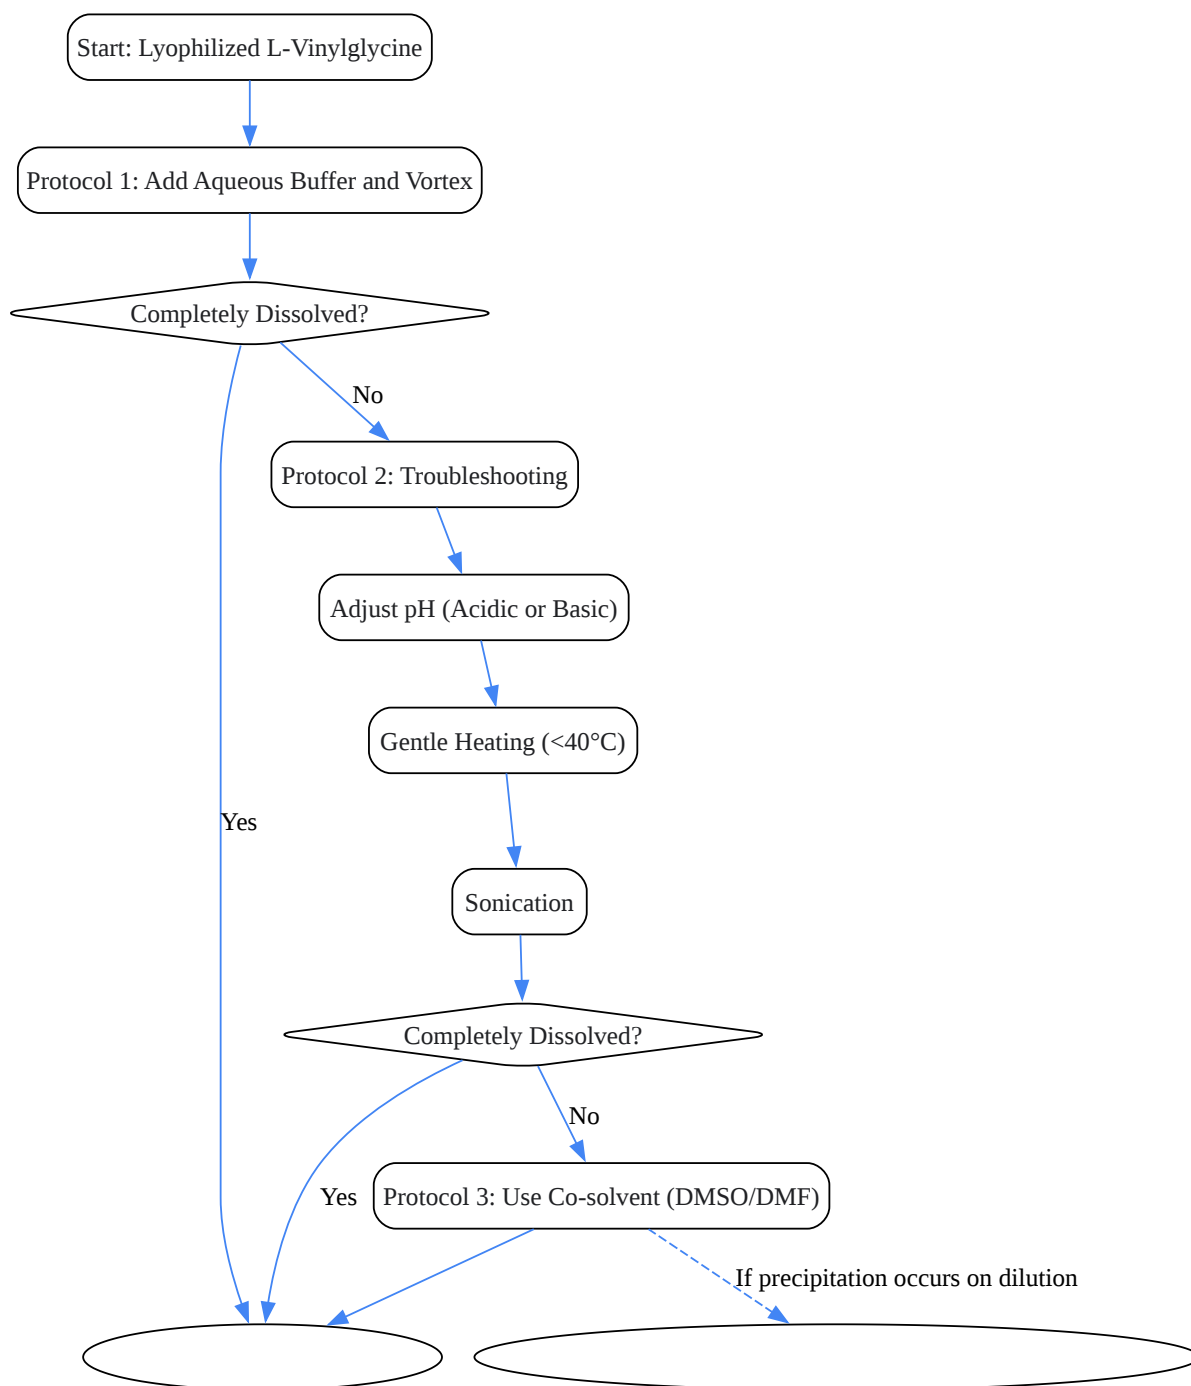 Start: Lyophilized L-Vinylglycine
Protocol 1: Add Aqueous Buffer and Vortex
Completely Dissolved?
No
Protocol 2: Troubleshooting
Adjust pH (Acidic or Basic)
Gentle Heating (<40°C)
Yes
Sonication
Completely Dissolved?
No
Yes
Protocol 3: Use Co-solvent (DMSO/DMF)
If precipitation occurs on dilution